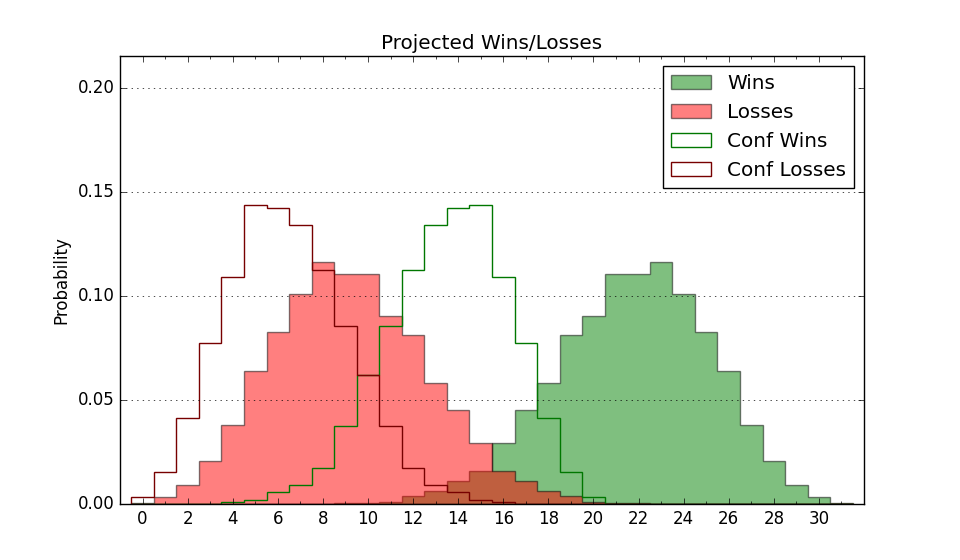 Projected Wins/Losses
0.20
0.15
0.10
0.05
0.00
Probability
Wins
Losses
Conf Wins
Conf Losses
0 2 4 6 8 10 12 14 16 18 20 22 24 26 28 30